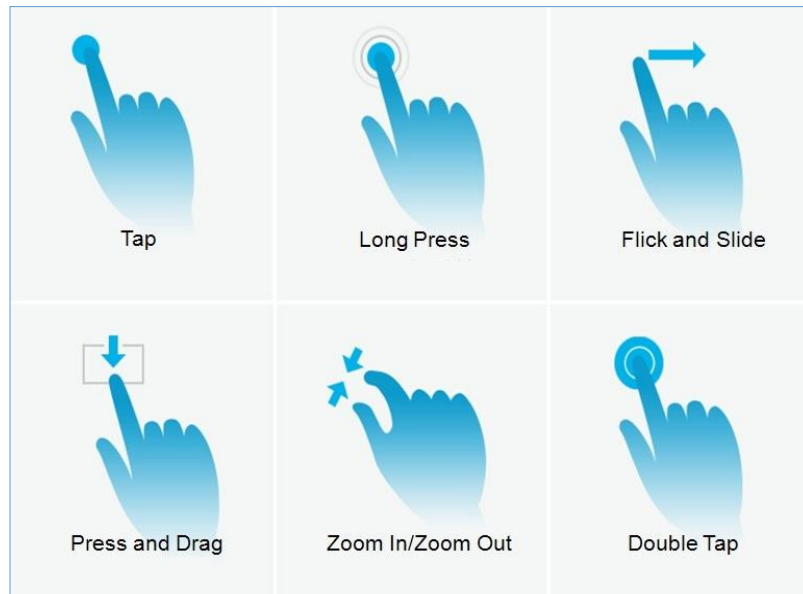 Tap
Long Press
Flick and Slide
Press and Drag
Zoom In/Zoom Out
Double Tap